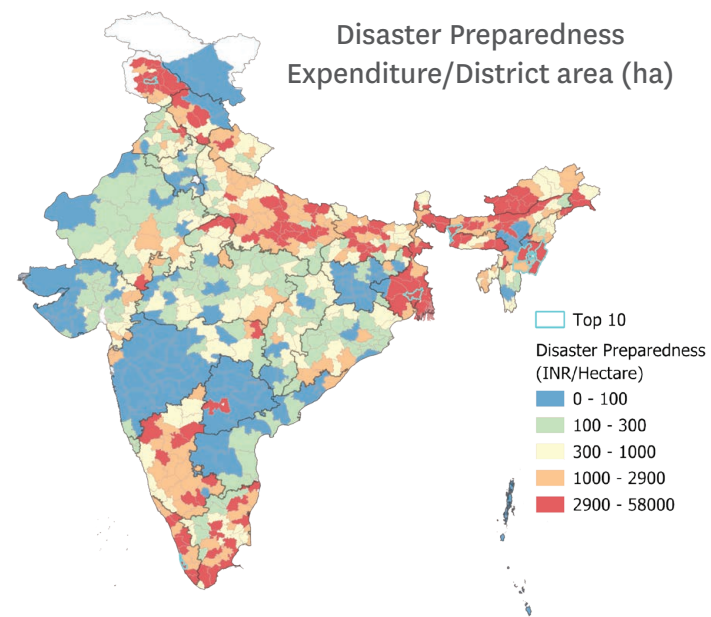 Disaster Preparedness
Expenditure/District area (ha)
Top 10
Disaster Preparedness
(INR/Hectare)
0 - 100
100 - 300
300 - 1000
1000 - 2900
2900 - 58000